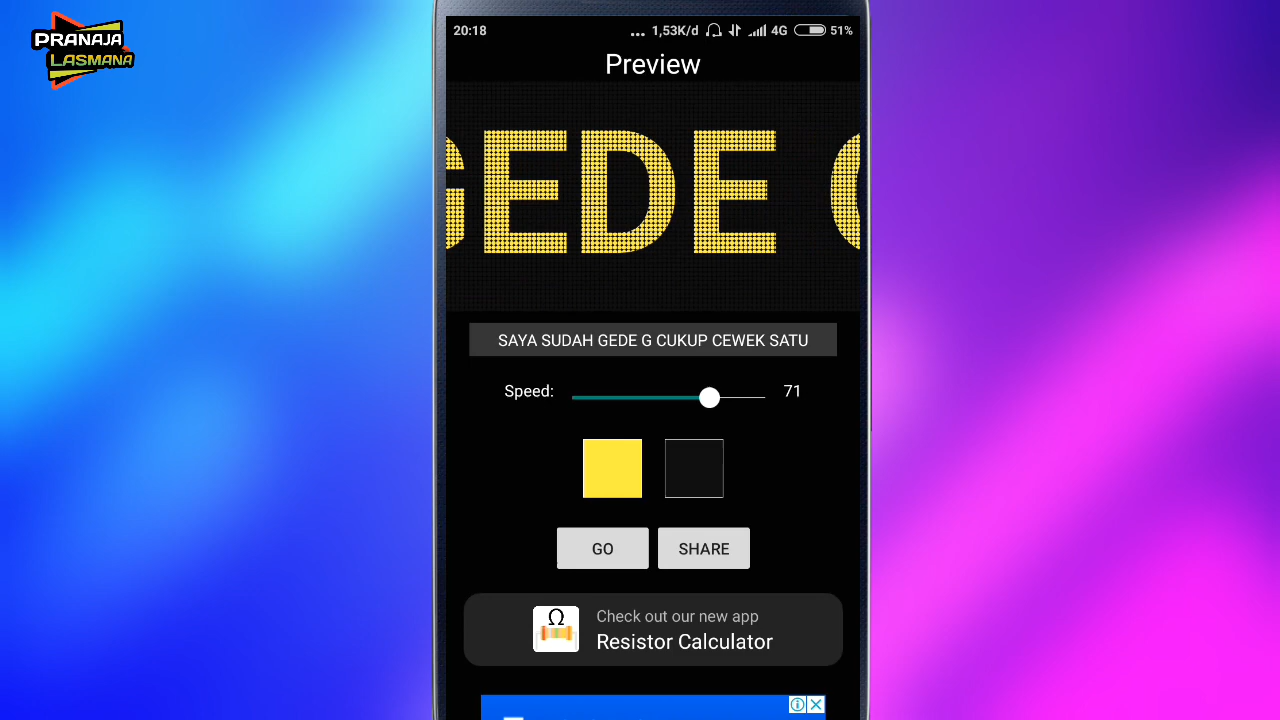 PRANAJA
LASMANA
20:18 ... 1,53K/d 4G 51%
Preview
GEDE
SAYA SUDAH GEDE G CUKUP CEWEK SATU
Speed: 71
GO SHARE
Ω
Check out our new app
Resistor Calculator